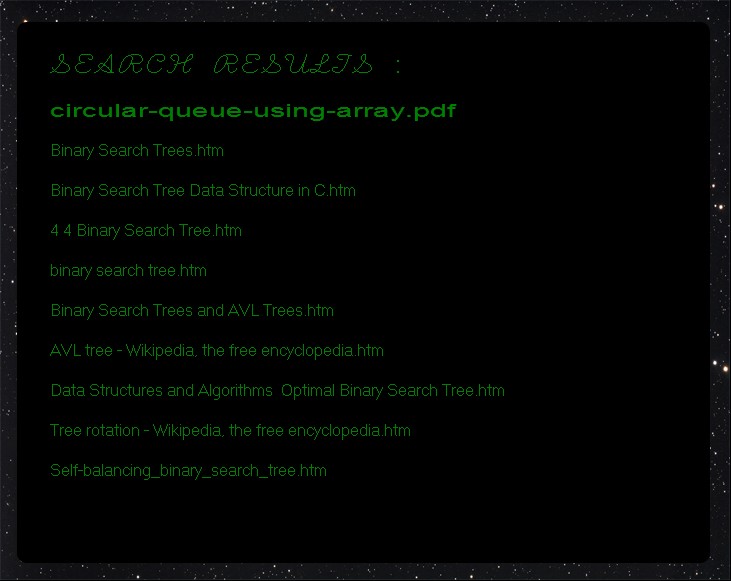 SEARCH RESULTS :
circular-queue-using-array.pdf
Binary Search Trees.htm
Binary Search Tree Data Structure in C.htm
4 4 Binary Search Tree.htm
binary search tree.htm
Binary Search Trees and AVL Trees.htm
AVL tree - Wikipedia, the free encyclopedia.htm
Data Structures and Algorithms  Optimal Binary Search Tree.htm
Tree rotation - Wikipedia, the free encyclopedia.htm
Self-balancing_binary_search_tree.htm